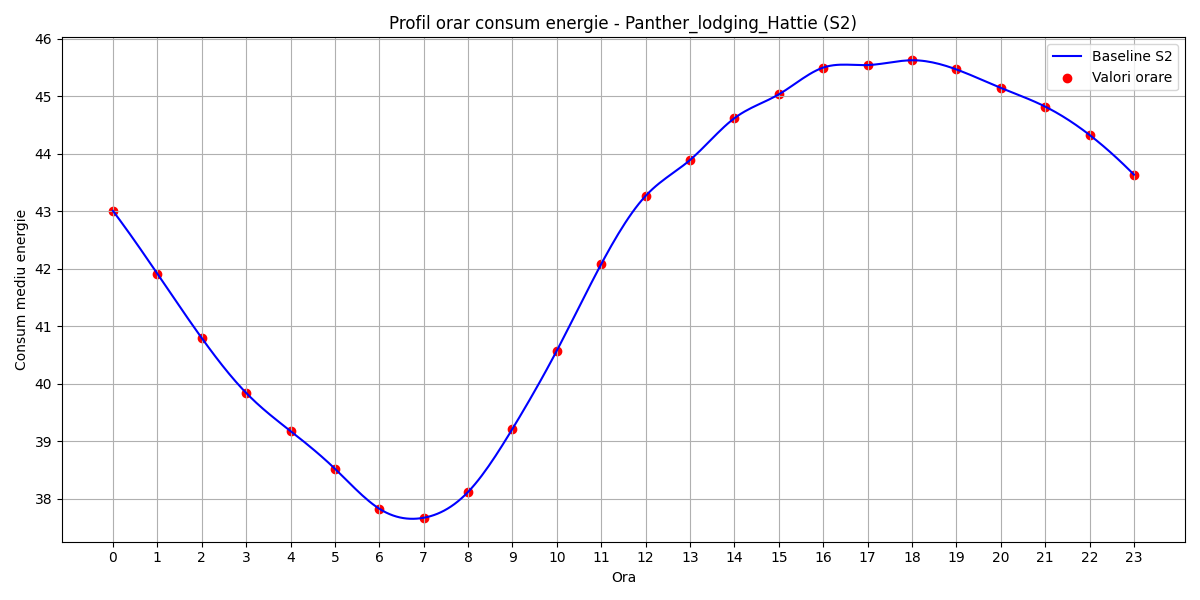 Profil orar consum energie - Panther_lodging_Hattie (S2)
Baseline S2
Valori orare
Consum mediu energie
46
45
44
43
42
41
40
39
38
0 1 2 3 4 5 6 7 8 9 10 11 12 13 14 15 16 17 18 19 20 21 22 23
Ora